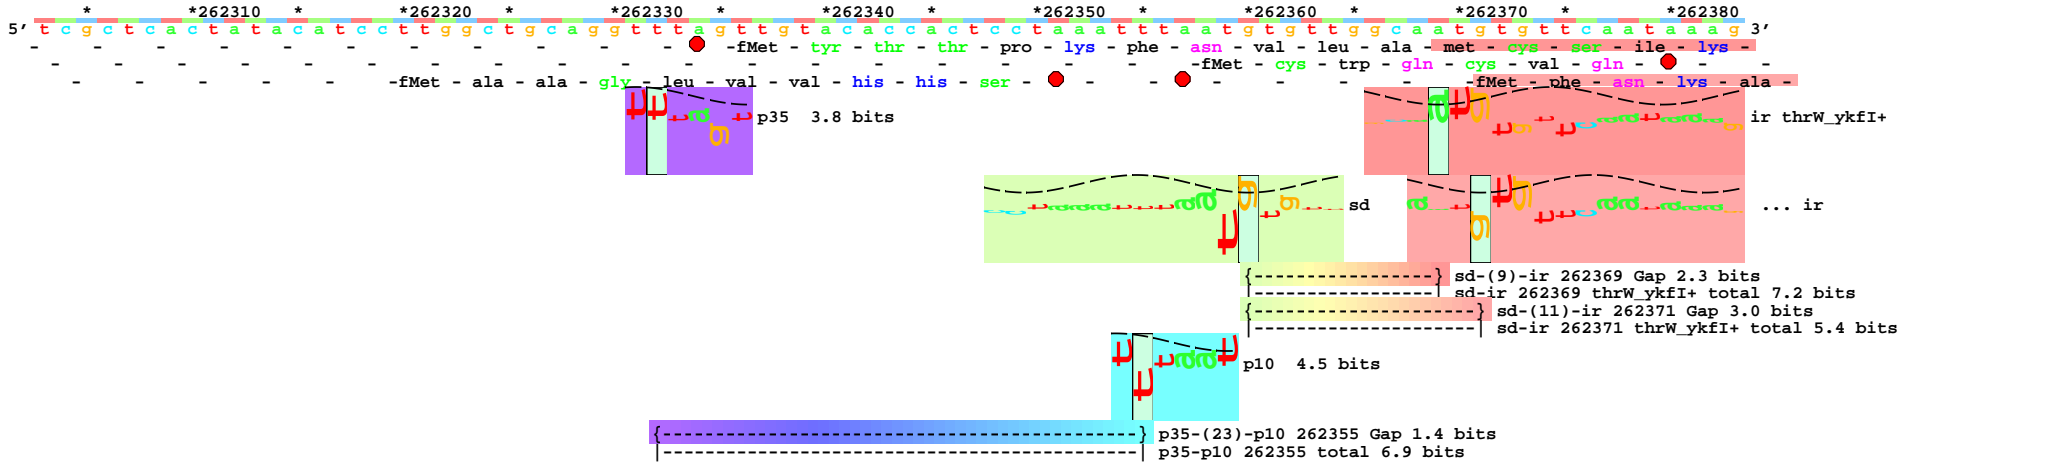 * *262310 * *262320 * *262330 * *262340 * *262350 * *262360 * *262370 * *262380
5' t c g c t c a c t a t a c a t c c t t g g c t g c a g g t t t a g t t g t a c a c c a c t c c t a a a t t t a a t g t g t t g g c a a t g t g t t c a a t a a a g 3'
- - - - - - - - - - - -fMet - tyr - thr - thr - pro - lys - phe - asn - val - leu - ala - met - cys - ser - ile - lys -
- - - - - - - - - - - - - - - - - - -fMet - cys - trp - gln - cys - val - gln - - -
- - - - - -fMet - ala - ala - gly - leu - val - val - his - his - ser - - - - - - - -fMet - phe - asn - lys - ala -
p35 3.8 bits
ir thrW_ykfI+
sd
... ir
{-----------------} sd-(9)-ir 262369 Gap 2.3 bits
|-----------------| sd-ir 262369 thrW_ykfI+ total 7.2 bits
{---------------------} sd-(11)-ir 262371 Gap 3.0 bits
|---------------------| sd-ir 262371 thrW_ykfI+ total 5.4 bits
p10 4.5 bits
{---------------------------------------------} p35-(23)-p10 262355 Gap 1.4 bits
|---------------------------------------------| p35-p10 262355 total 6.9 bits